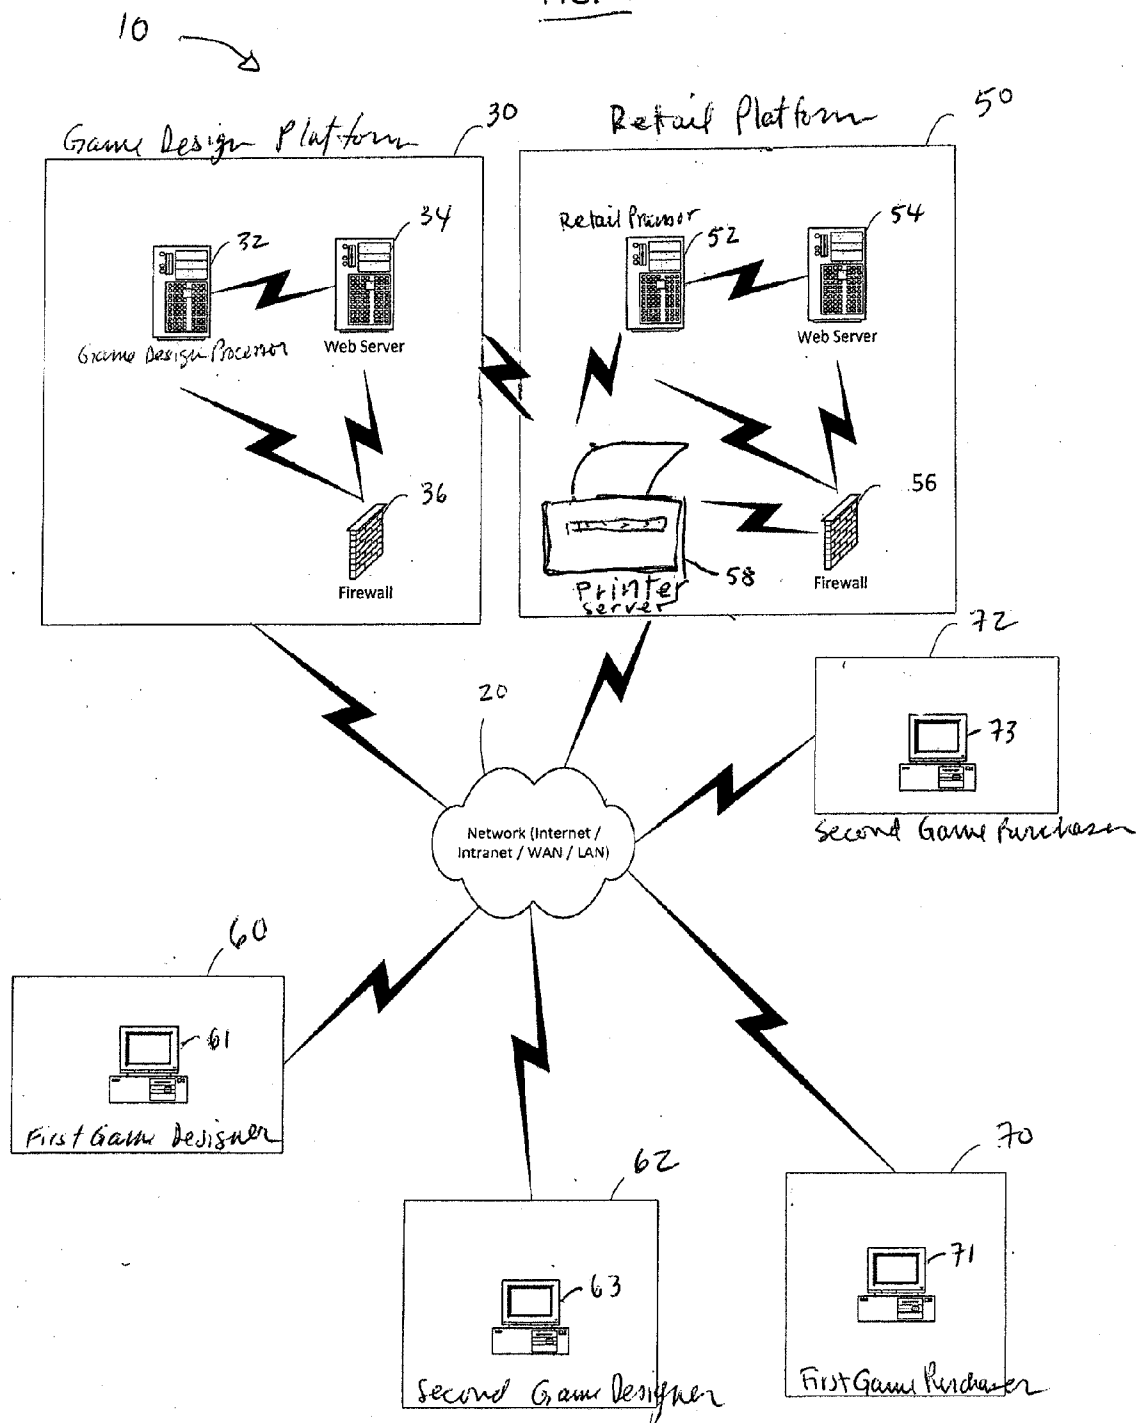 FIG. 1
10
Game Design Platform
30
Retail Platform
50
32
34
Game Design Processor
Web Server
36
Firewall
Retail Processor
52
54
Web Server
56
Firewall
58
Printer
server
72
73
Second Game Purchaser
20
Network (Internet /
Intranet / WAN / LAN)
60
61
First Game Designer
62
63
Second Game Designer
70
71
First Game Purchaser